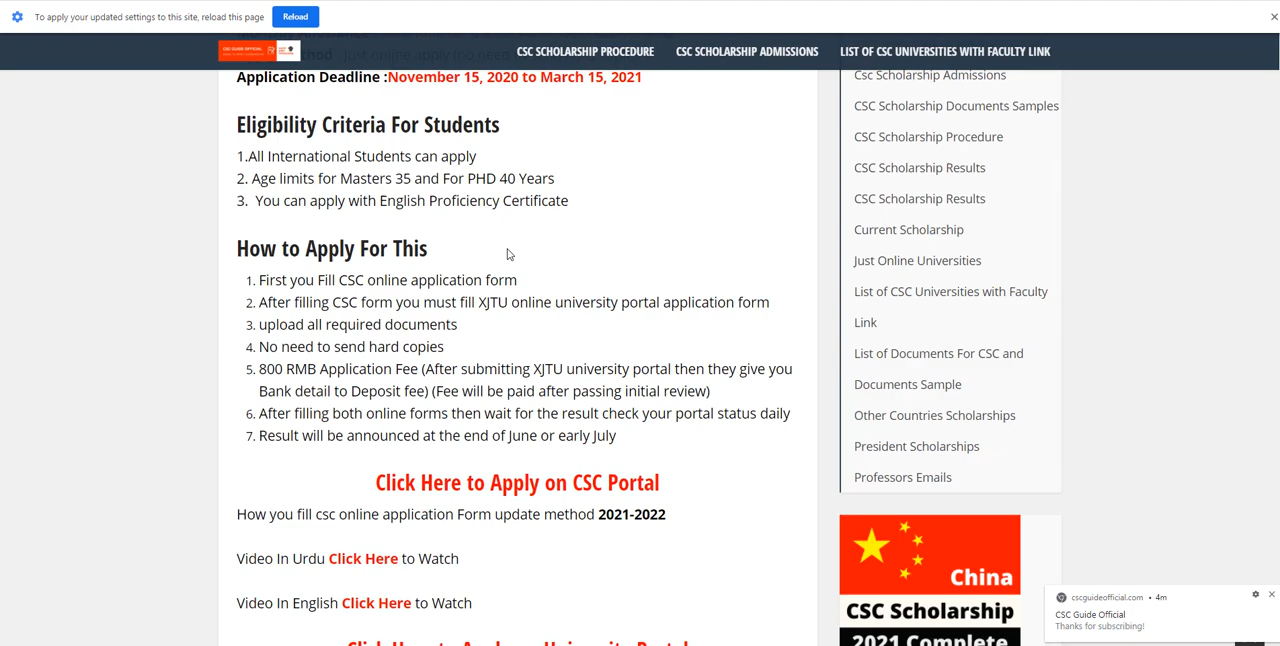 To apply your updated settings to this site, reload this page
Reload
CSC GUIDE OFFICIAL
CSC SCHOLARSHIP PROCEDURE
CSC SCHOLARSHIP ADMISSIONS
LIST OF CSC UNIVERSITIES WITH FACULTY LINK
Application Deadline :November 15, 2020 to March 15, 2021
Eligibility Criteria For Students
1.All International Students can apply
2. Age limits for Masters 35 and For PHD 40 Years
3. You can apply with English Proficiency Certificate
How to Apply For This
1. First you Fill CSC online application form
2. After filling CSC form you must fill XJTU online university portal application form
3. upload all required documents
4. No need to send hard copies
5. 800 RMB Application Fee (After submitting XJTU university portal then they give you
Bank detail to Deposit fee) (Fee will be paid after passing initial review)
6. After filling both online forms then wait for the result check your portal status daily
7. Result will be announced at the end of June or early July
Click Here to Apply on CSC Portal
How you fill csc online application Form update method 2021-2022
Video In Urdu Click Here to Watch
Video In English Click Here to Watch
Click Here to Apply on University Portal
Csc Scholarship Admissions
CSC Scholarship Documents Samples
CSC Scholarship Procedure
CSC Scholarship Results
CSC Scholarship Results
Current Scholarship
Just Online Universities
List of CSC Universities with Faculty
Link
List of Documents For CSC and
Documents Sample
Other Countries Scholarships
President Scholarships
Professors Emails
China
CSC Scholarship
2021 Complete
cscguideofficial.com • 4m
CSC Guide Official
Thanks for subscribing!